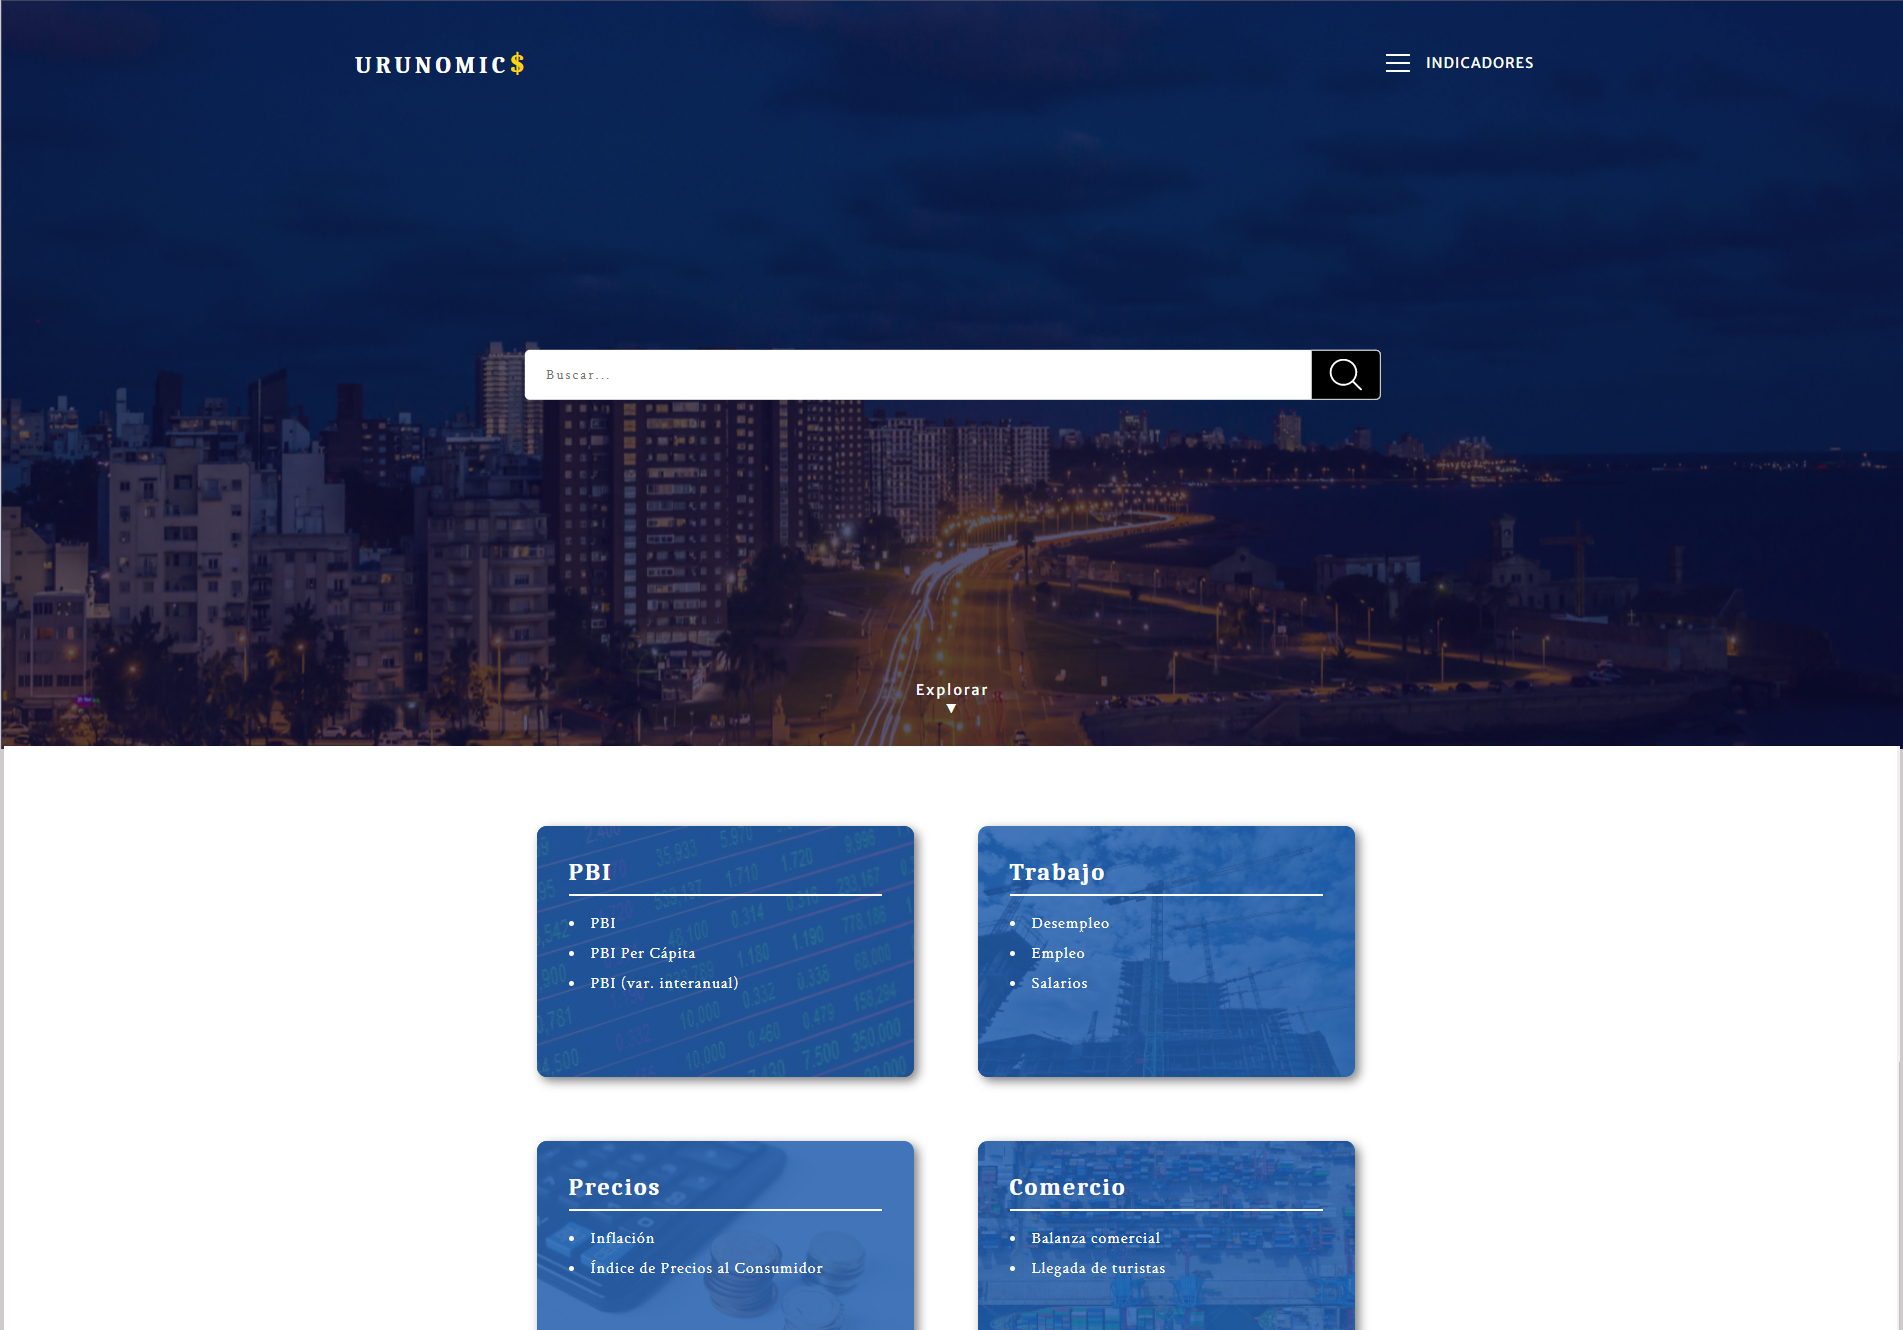 URUNOMIC$
INDICADORES
Buscar...
Explorar
PBI
PBI
PBI Per Cápita
PBI (var. interanual)
Trabajo
Desempleo
Empleo
Salarios
Precios
Inflación
Índice de Precios al Consumidor
Comercio
Balanza comercial
Llegada de turistas